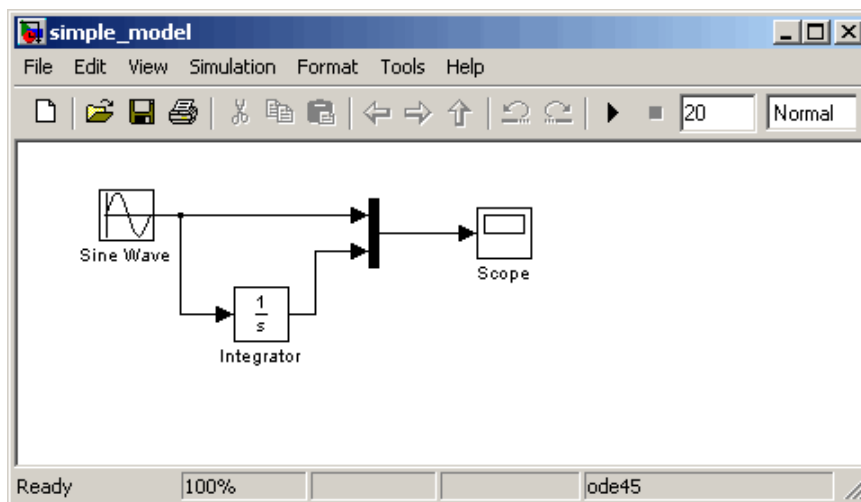 simple_model
File Edit View Simulation Format Tools Help
20 Normal
Sine Wave
Scope
1
s
Integrator
Ready 100% ode45